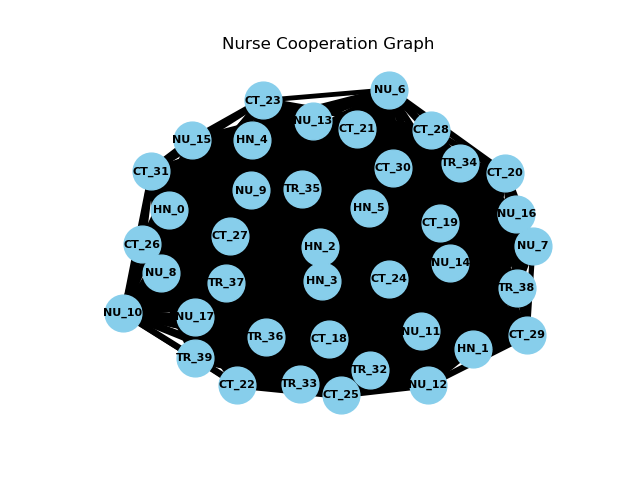 Nurse Cooperation Graph
NU_6
CT_23
NU_13
CT_21
CT_28
NU_15
HN_4
TR_34
CT_30
CT_31
CT_20
NU_9
TR_35
HN_0
HN_5
NU_16
CT_19
CT_27
CT_26
HN_2
NU_7
NU_14
NU_8
TR_37
HN_3
CT_24
TR_38
NU_10
NU_17
NU_11
CT_29
TR_36
CT_18
HN_1
TR_39
TR_32
CT_22
TR_33
NU_12
CT_25